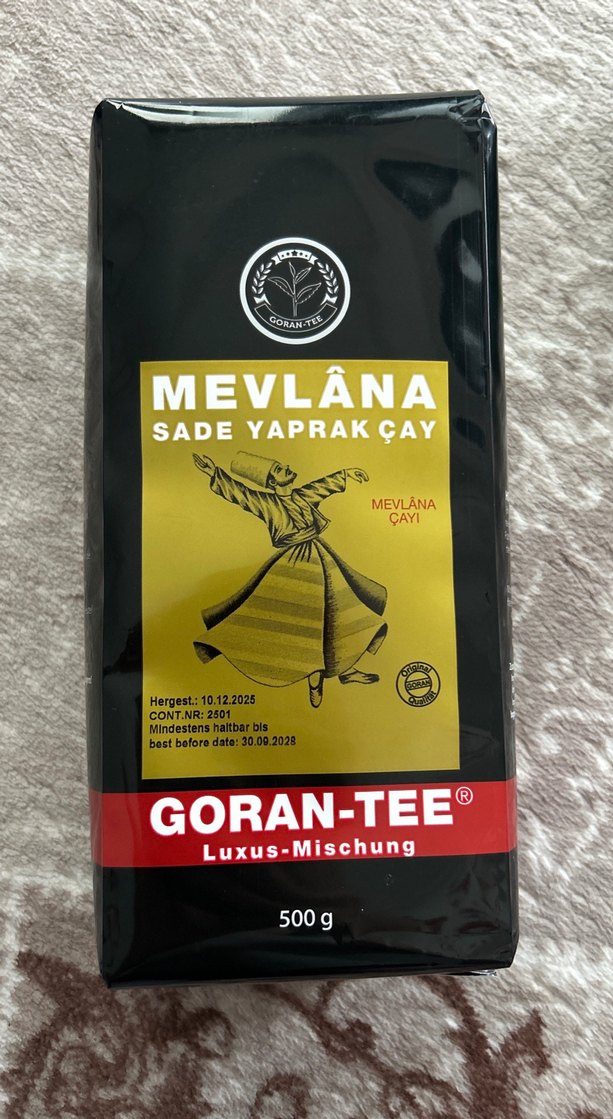 GORAN-TEE
MEVLÂNA
SADE YAPRAK ÇAY
MEVLÂNA
ÇAYI
Original
GORAN
Qualität
Hergest.: 10.12.2025
CONT.NR: 2501
Mindestens haltbar bis
best before date: 30.09.2028
GORAN-TEE®
Luxus-Mischung
500 g